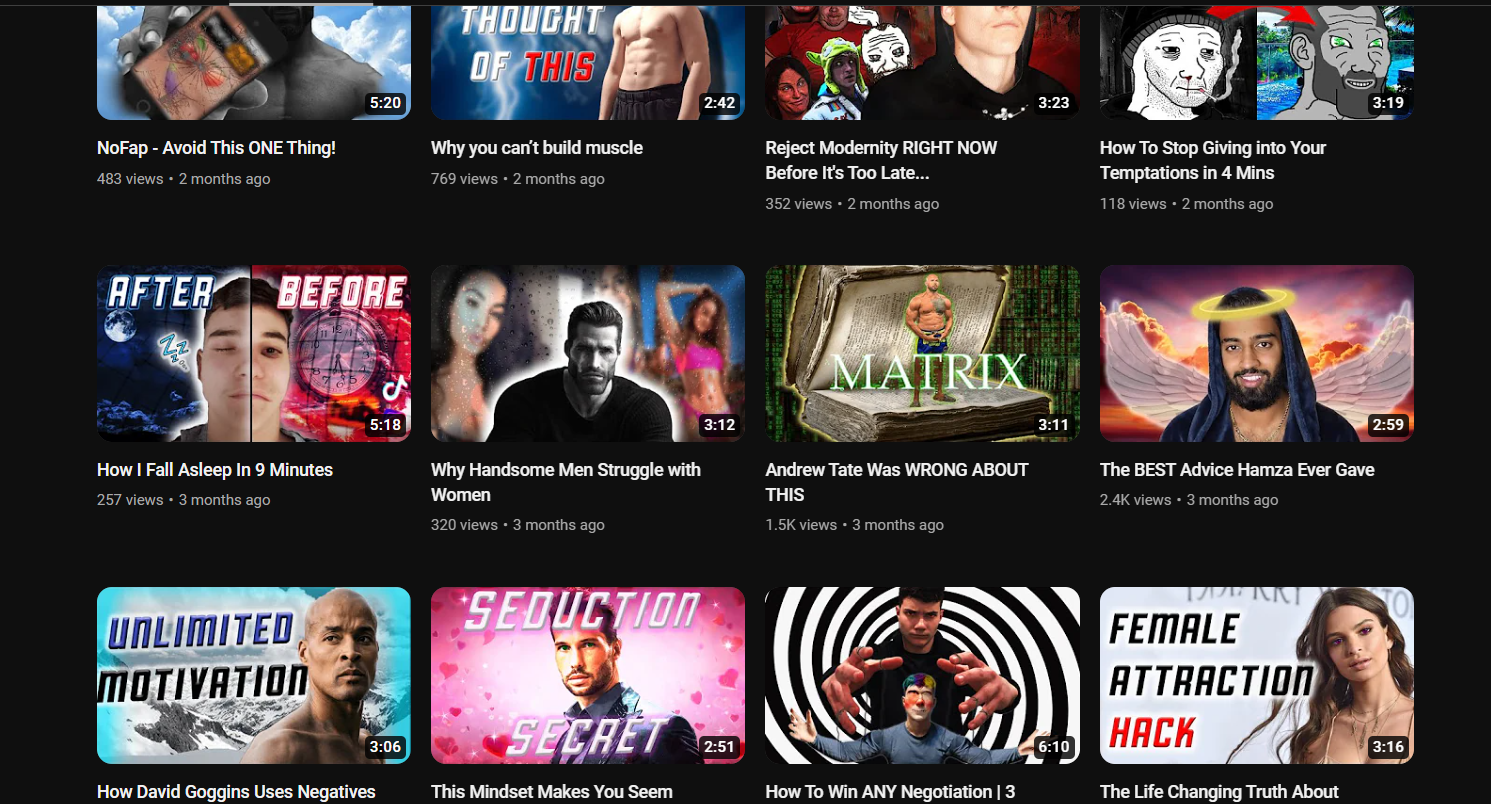 THOUGHT
OF THIS
5:20
2:42
3:23
3:19
NoFap - Avoid This ONE Thing!
483 views • 2 months ago
Why you can’t build muscle
769 views • 2 months ago
Reject Modernity RIGHT NOW
Before It's Too Late...
352 views • 2 months ago
How To Stop Giving into Your
Temptations in 4 Mins
118 views • 2 months ago
AFTER
BEFORE
ZZZ
5:18
3:12
MATRIX
3:11
2:59
How I Fall Asleep In 9 Minutes
257 views • 3 months ago
Why Handsome Men Struggle with
Women
320 views • 3 months ago
Andrew Tate Was WRONG ABOUT
THIS
1.5K views • 3 months ago
The BEST Advice Hamza Ever Gave
2.4K views • 3 months ago
UNLIMITED
MOTIVATION
3:06
SEDUCTION
SECRET
2:51
6:10
FEMALE
ATTRACTION
HACK
3:16
How David Goggins Uses Negatives
This Mindset Makes You Seem
How To Win ANY Negotiation | 3
The Life Changing Truth About